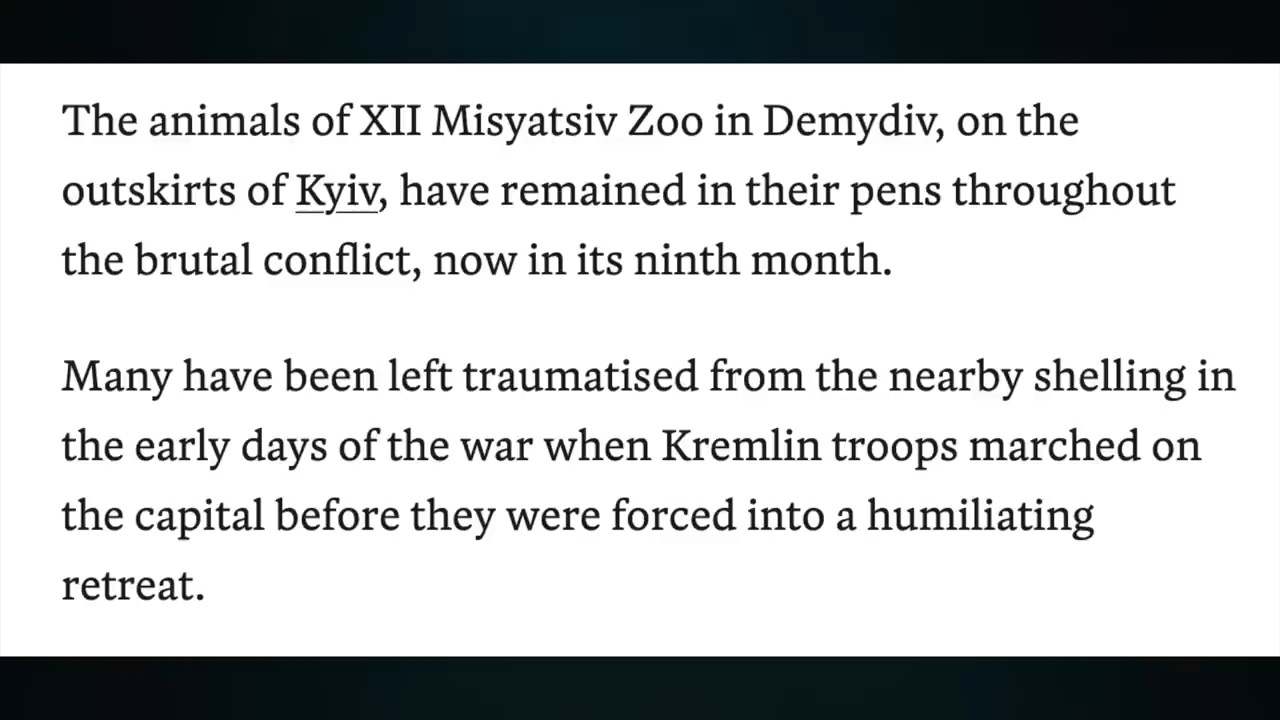 The animals of XII Misyatsiv Zoo in Demydiv, on the
outskirts of Kyiv, have remained in their pens throughout
the brutal conflict, now in its ninth month.
Many have been left traumatised from the nearby shelling in
the early days of the war when Kremlin troops marched on
the capital before they were forced into a humiliating
retreat.